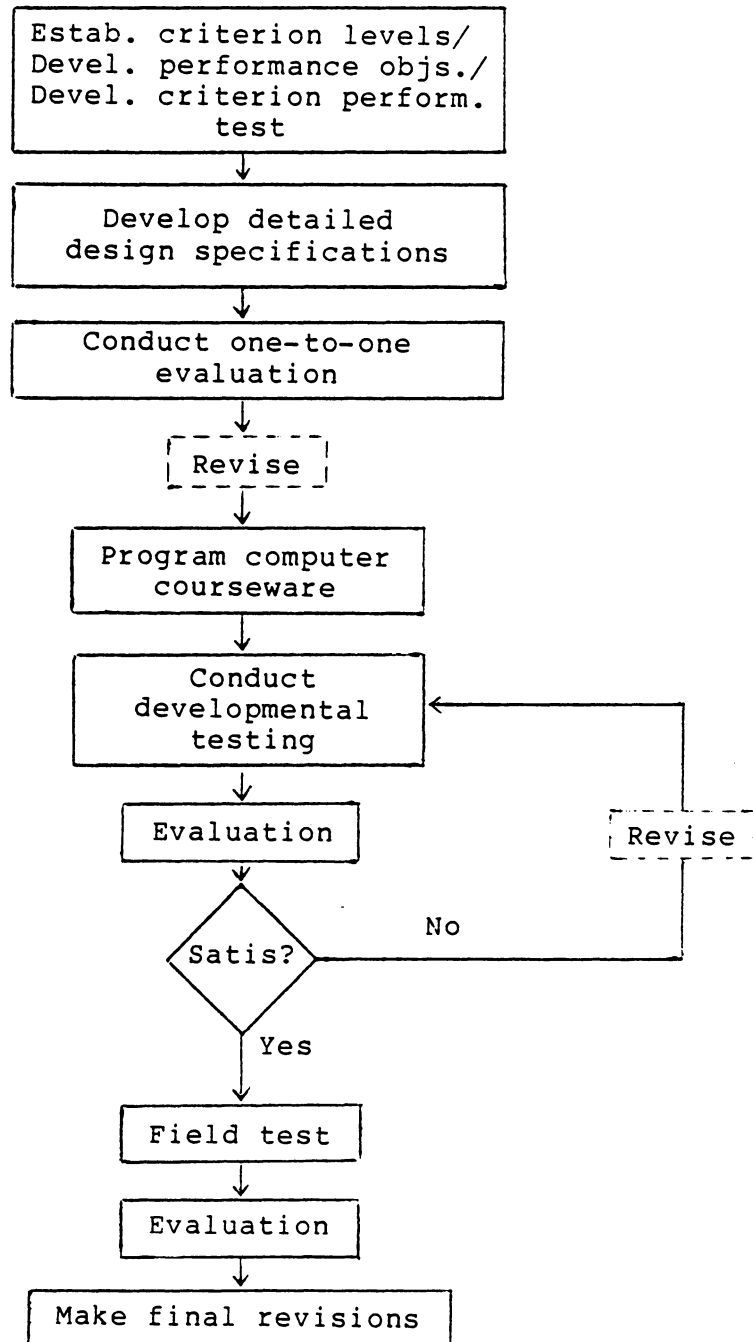 Estab. criterion levels/
Devel. performance objs./
Devel. criterion perform.
test
Develop detailed
design specifications
Conduct one-to-one
evaluation
Revise
Program computer
courseware
Conduct
developmental
testing
Evaluation
Revise
Satis?
No
Yes
Field test
Evaluation
Make final revisions